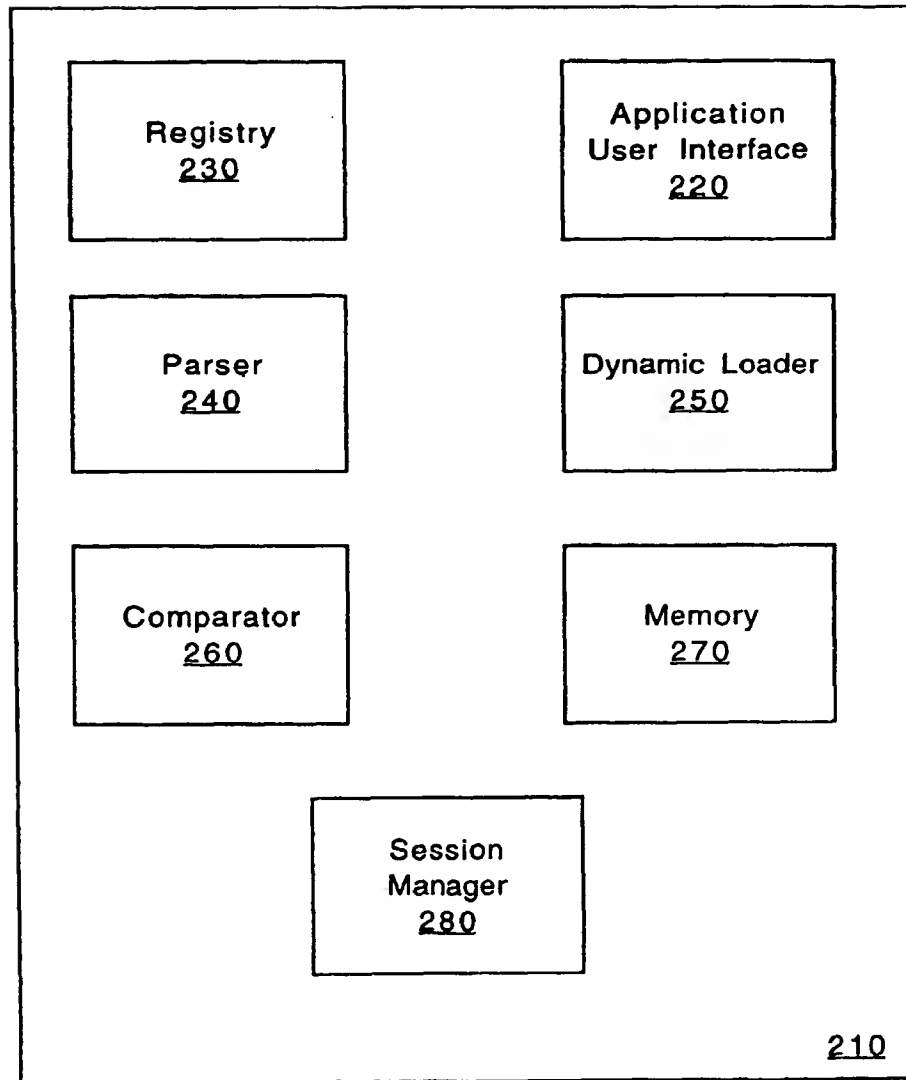 Registry
230
Application
User Interface
220
Parser
240
Dynamic Loader
250
Comparator
260
Memory
270
Session
Manager
280
210